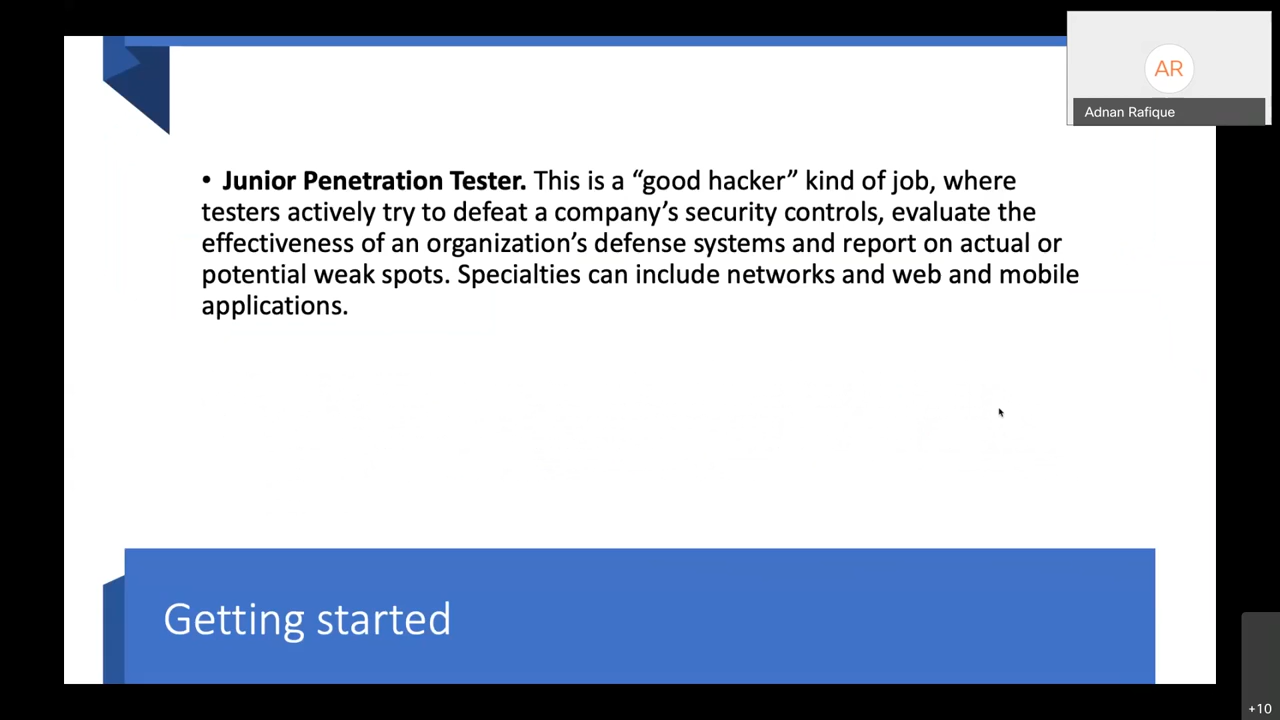 AR
Adnan Rafique
• Junior Penetration Tester. This is a “good hacker” kind of job, where
testers actively try to defeat a company’s security controls, evaluate the
effectiveness of an organization’s defense systems and report on actual or
potential weak spots. Specialties can include networks and web and mobile
applications.
Getting started
+10